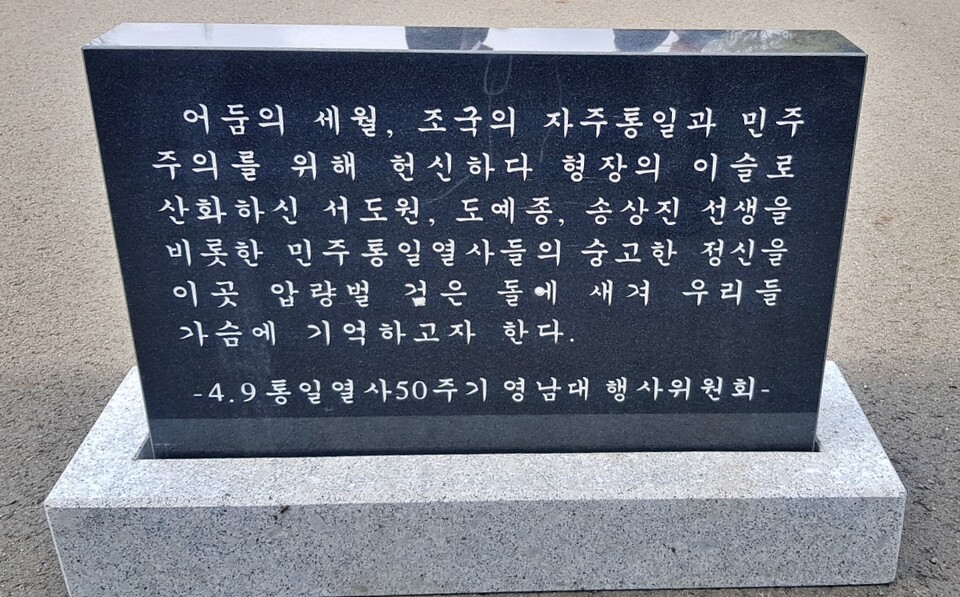 어둠의 세월, 조국의 자주통일과 민주
주의를 위해 헌신하다 형장의 이슬로
산화하신 서도원, 도예종, 송상진 선생을
비롯한 민주통일열사들의 숭고한 정신을
이곳 압량벌 검은 돌에 새겨 우리들
가슴에 기억하고자 한다.
-4.9통일열사50주기 영남대 행사위원회-